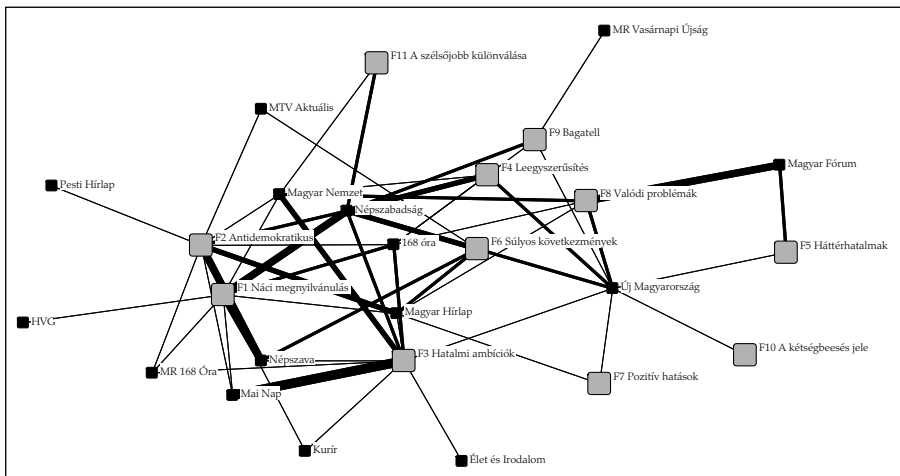 MR Vasárnapi Újság
F11 A szélsőjobb különválása
MTV Aktuális
F9 Bagatell
F4 Leegyszerűsítés
Magyar Fórum
Pesti Hírlap
Magyar Nemzet
F8 Valódi problémák
Népszabadság
F2 Antidemokratikus
168 óra
F6 Súlyos következmények
F5 Háttérhatalmak
F1 Náci megnyilvánulás
Új Magyarország
Magyar Hírlap
HVG
F10 A kétségbeesés jele
Népszava
F3 Hatalmi ambíciók
MR 168 Óra
F7 Pozitív hatások
Mai Nap
Kurír
Élet és Irodalom